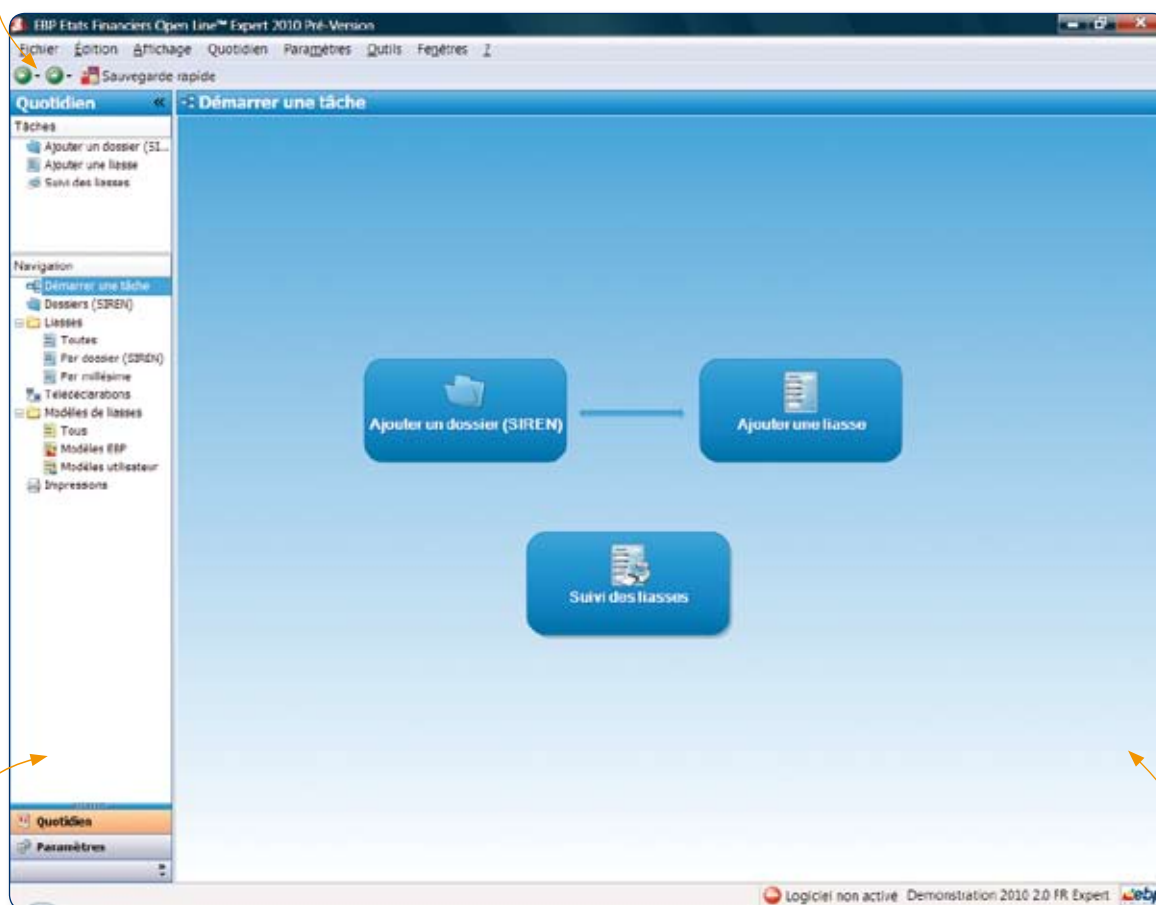 EBP Etats Financiers Open Line™ Expert 2010 Pré-Version
Fichier Édition Affichage Quotidien Paramètres Outils Fenêtres ?
Sauvegarde rapide
Quotidien «
Démarrer une tâche
Tâches
Ajouter un dossier (SI...
Ajouter une liasse
Suivi des liasses
Navigation
Démarrer une tâche
Dossiers (SIREN)
Liasses
Toutes
Par dossier (SIREN)
Par millésime
Télédéclarations
Modèles de liasses
Tous
Modèles EBP
Modèles utilisateur
Impressions
Ajouter un dossier (SIREN)
Ajouter une liasse
Suivi des liasses
Quotidien
Paramètres
Logiciel non activé Demonstration 2010 2.0 FR Expert ebp